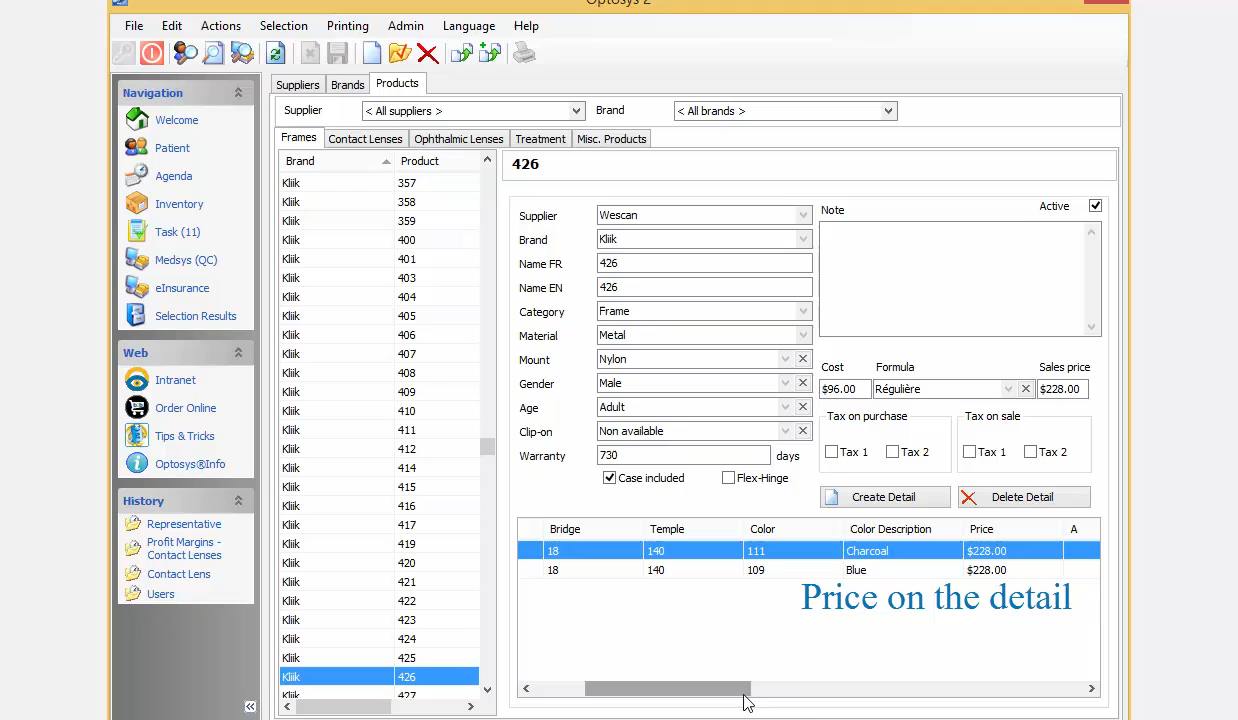 Optosys 2
File Edit Actions Selection Printing Admin Language Help
Navigation
Welcome
Patient
Agenda
Inventory
Task (11)
Medsys (QC)
eInsurance
Selection Results
Web
Intranet
Order Online
Tips & Tricks
Optosys®Info
History
Representative
Profit Margins -
Contact Lenses
Contact Lens
Users
Suppliers Brands Products
Supplier < All suppliers > Brand < All brands >
Frames Contact Lenses Ophthalmic Lenses Treatment Misc. Products
Brand Product
Kliik 357
Kliik 358
Kliik 359
Kliik 400
Kliik 401
Kliik 403
Kliik 404
Kliik 405
Kliik 406
Kliik 407
Kliik 408
Kliik 409
Kliik 410
Kliik 411
Kliik 412
Kliik 414
Kliik 415
Kliik 416
Kliik 417
Kliik 419
Kliik 420
Kliik 421
Kliik 422
Kliik 423
Kliik 424
Kliik 425
Kliik 426
Kliik 427
426
Supplier Wescan
Brand Kliik
Name FR 426
Name EN 426
Category Frame
Material Metal
Mount Nylon
Gender Male
Age Adult
Clip-on Non available
Warranty 730 days
Case included Flex-Hinge
Note Active
Cost Formula Sales price
$96.00 Régulière $228.00
Tax on purchase Tax on sale
Tax 1 Tax 2 Tax 1 Tax 2
Create Detail Delete Detail
Bridge Temple Color Color Description Price A
18 140 111 Charcoal $228.00
18 140 109 Blue $228.00
Price on the detail